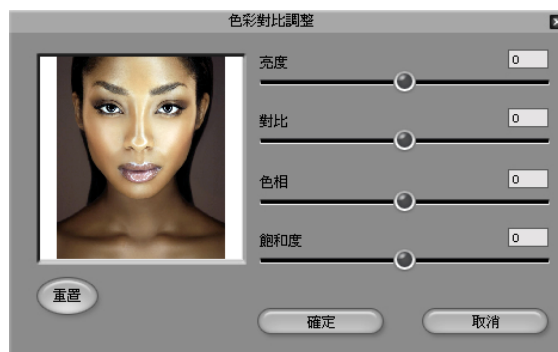 色彩對比調整
亮度 0
對比 0
色相 0
飽和度 0
重置
確定 取消